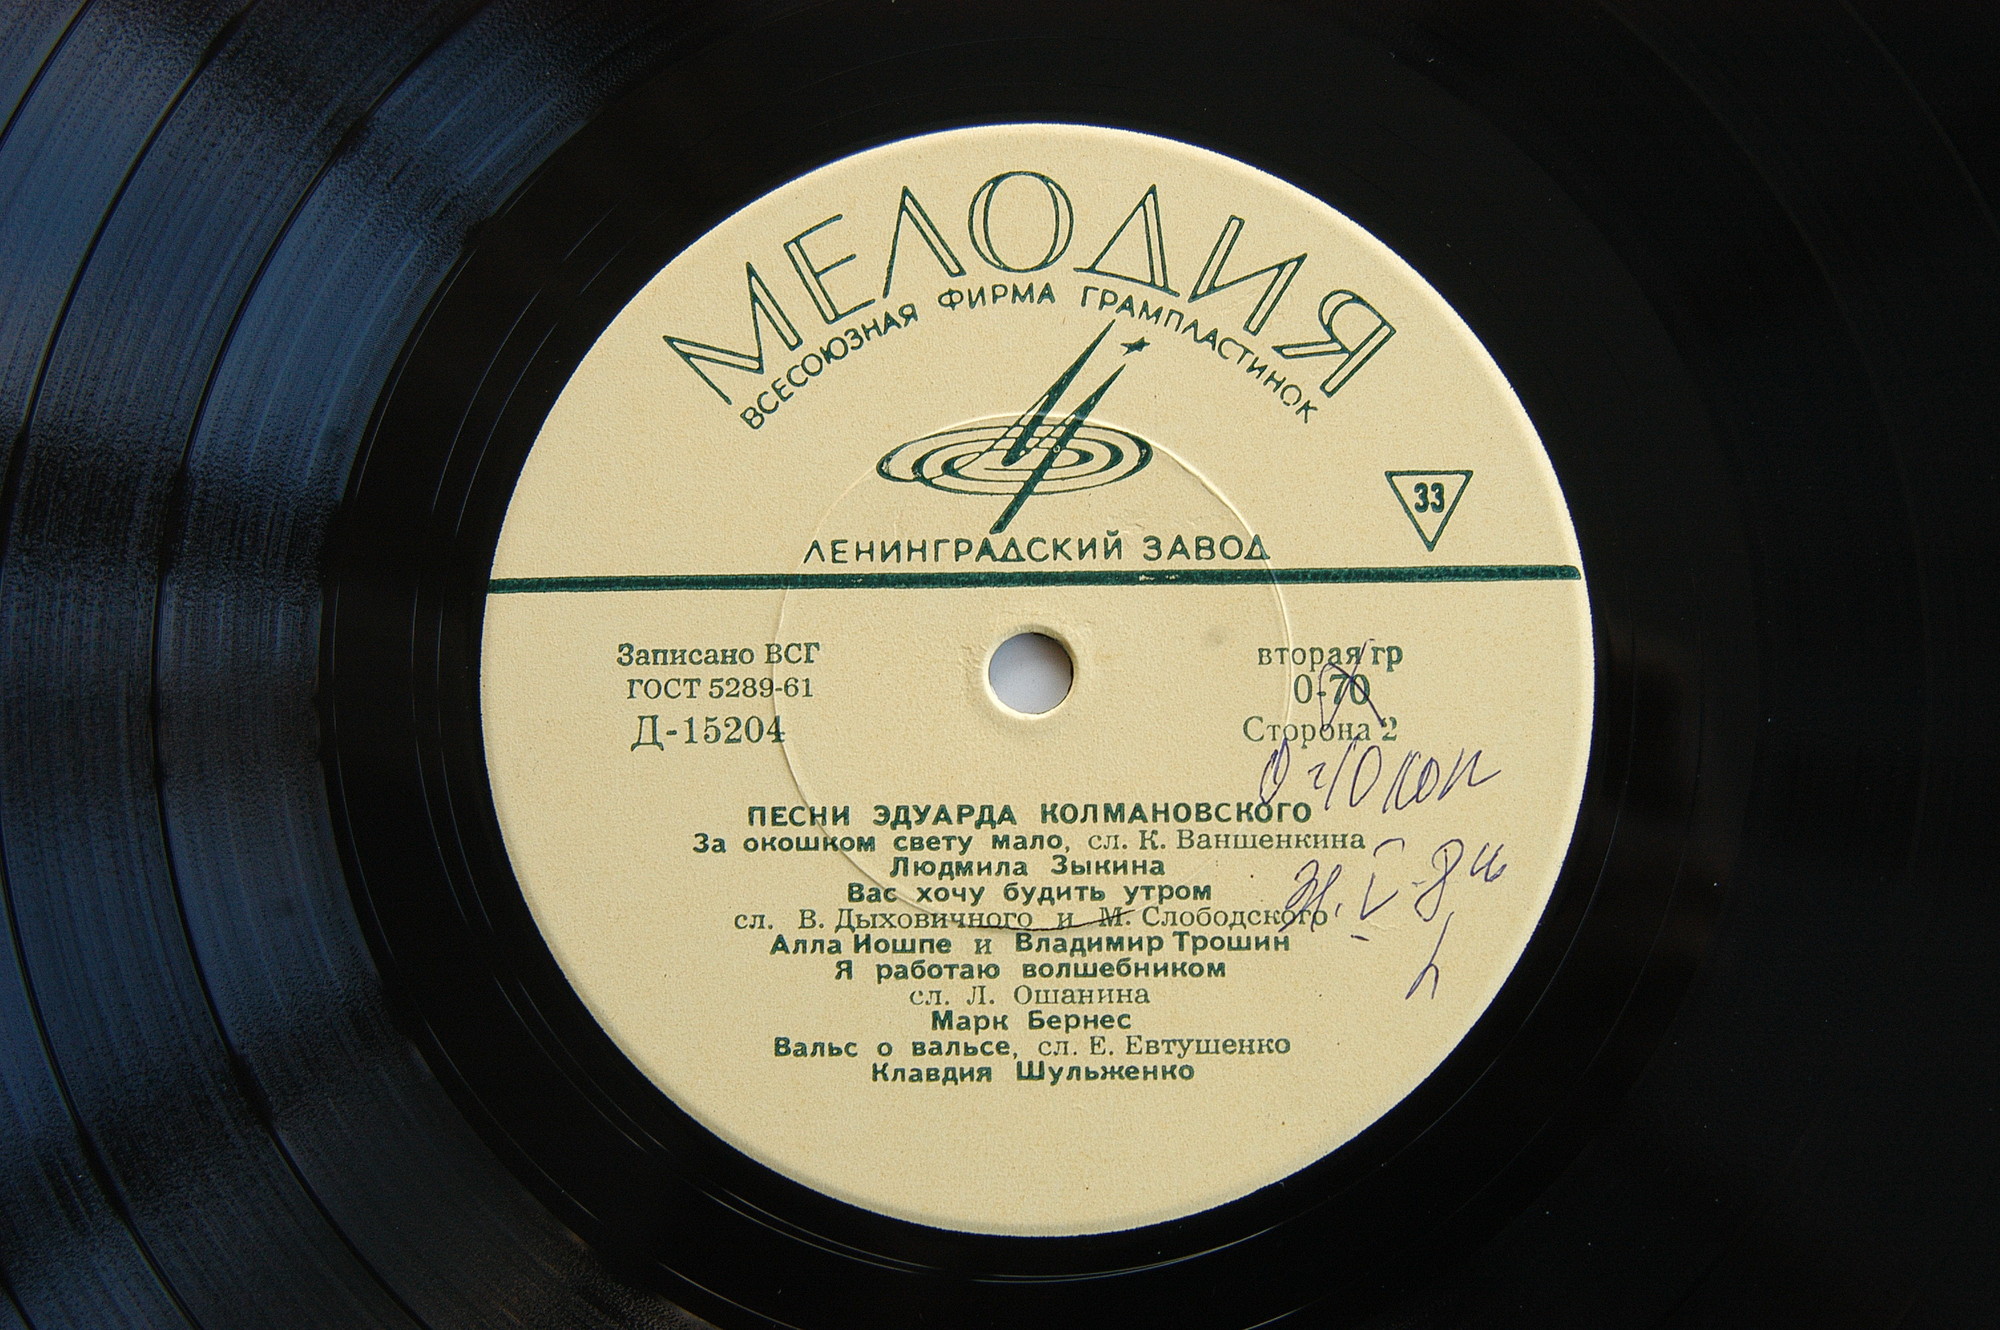 МЕЛОДИЯ
ВСЕСОЮЗНАЯ ФИРМА ГРАМПЛАСТИНОК
33
ЛЕНИНГРАДСКИЙ ЗАВОД
Записано ВСГ
ГОСТ 5289-61
Д-15204
вторая гр
0-70
Сторона 2
ПЕСНИ ЭДУАРДА КОЛМАНОВСКОГО
За окошком свету мало, сл. К. Ваншенкина
Людмила Зыкина
Вас хочу будить утром
сл. В. Дыховичного и М. Слободского
Алла Иошпе и Владимир Трошин
Я работаю волшебником
сл. Л. Ошанина
Марк Бернес
Вальс о вальсе, сл. Е. Евтушенко
Клавдия Шульженко